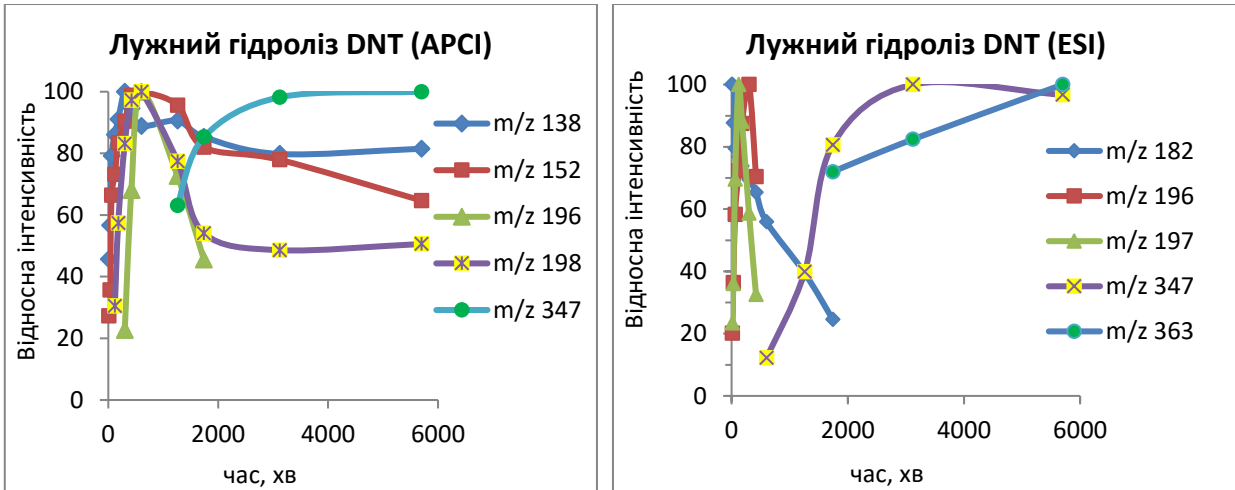 Лужний гідроліз DNT (APCI)
Відносна інтенсивність
100
80
60
40
20
0
0
2000
4000
6000
час, хв
m/z 138
m/z 152
m/z 196
m/z 198
m/z 347
Лужний гідроліз DNT (ESI)
Відносна інтенсивність
100
80
60
40
20
0
0
2000
4000
6000
час, хв
m/z 182
m/z 196
m/z 197
m/z 347
m/z 363